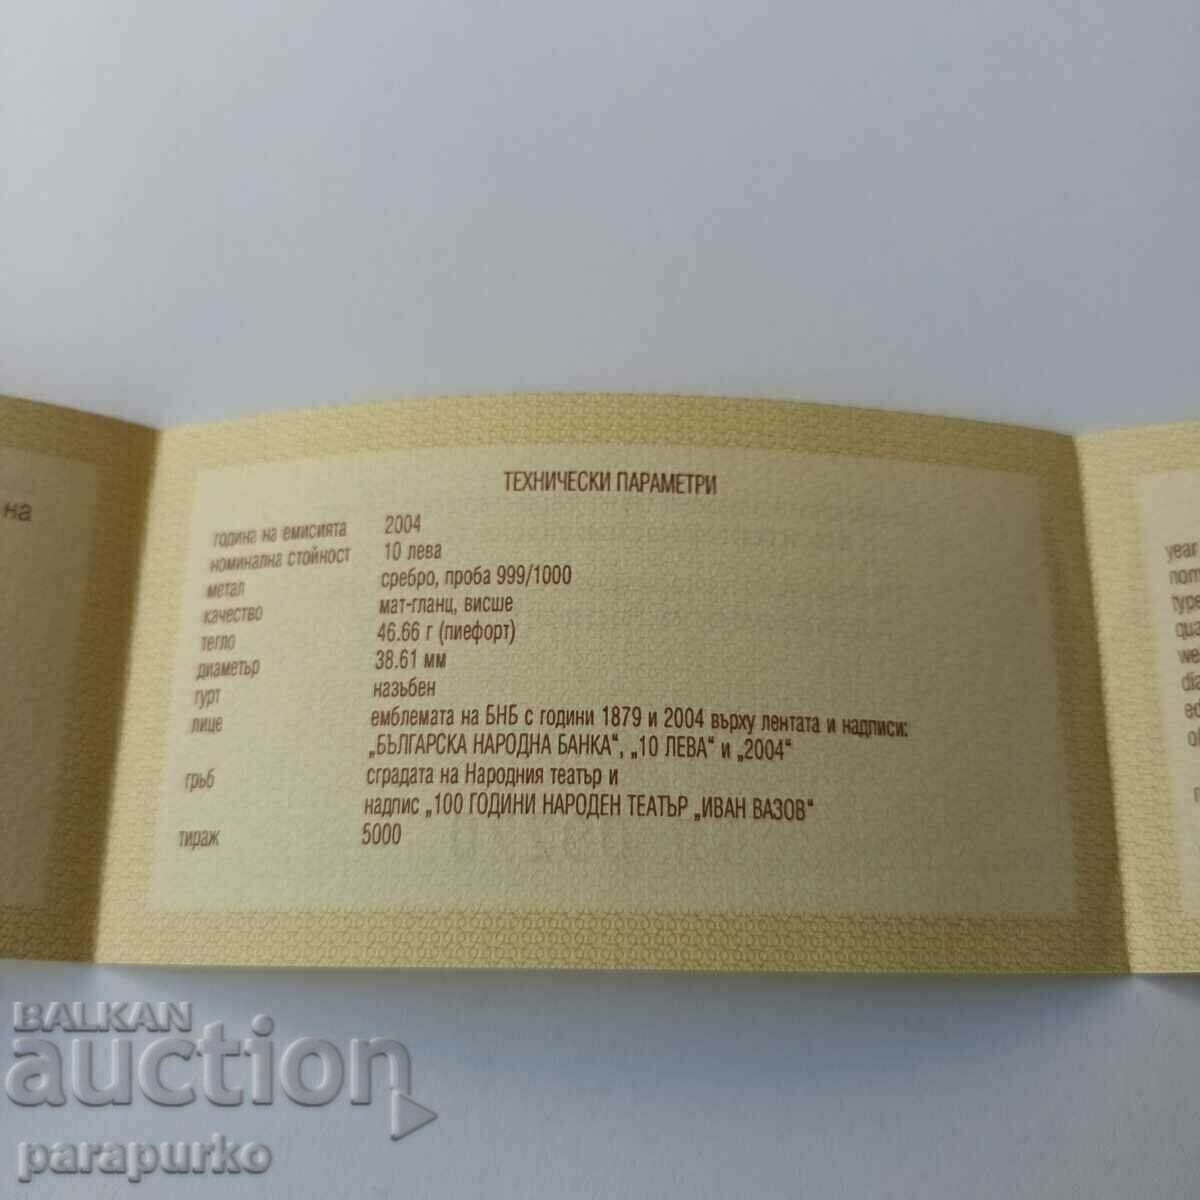 на
ТЕХНИЧЕСКИ ПАРАМЕТРИ
година на емисията 2004
номинална стойност 10 лева
метал сребро, проба 999/1000
качество мат-гланц, висше
тегло 46.66 г (пиефорт)
диаметър 38.61 мм
гурт назъбен
лице емблемата на БНБ с години 1879 и 2004 върху лентата и надписи:
„БЪЛГАРСКА НАРОДНА БАНКА“, „10 ЛЕВА“ и „2004“
гръб сградата на Народния театър и
надпис „100 ГОДИНИ НАРОДЕН ТЕАТЪР „ИВАН ВАЗОВ“
тираж 5000
year
BALKAN
auction
parapurko